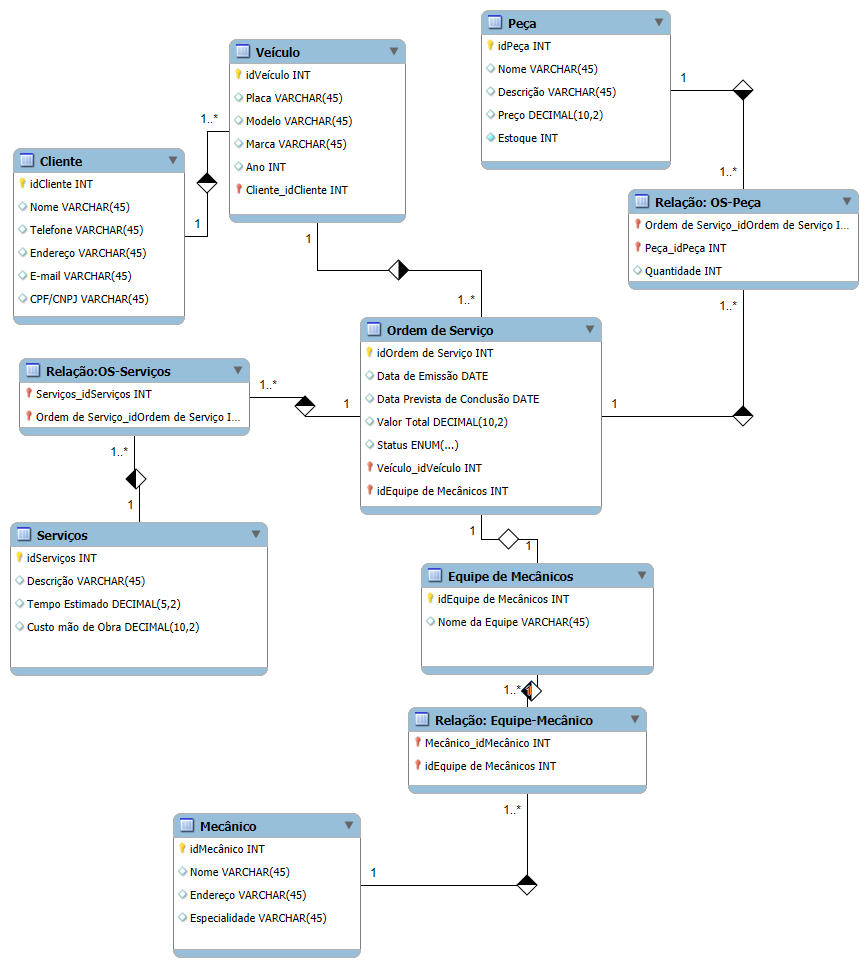 Peça
idPeça INT
Nome VARCHAR(45)
Descrição VARCHAR(45)
Preço DECIMAL(10,2)
Estoque INT
1
1..*
Veículo
idVeículo INT
Placa VARCHAR(45)
Modelo VARCHAR(45)
Marca VARCHAR(45)
Ano INT
Cliente_idCliente INT
1..*
1
1
1..*
Cliente
idCliente INT
Nome VARCHAR(45)
Telefone VARCHAR(45)
Endereço VARCHAR(45)
E-mail VARCHAR(45)
CPF/CNPJ VARCHAR(45)
Relação: OS-Peça
Ordem de Serviço_idOrdem de Serviço I...
Peça_idPeça INT
Quantidade INT
1..*
1
Ordem de Serviço
idOrdem de Serviço INT
Data de Emissão DATE
Data Prevista de Conclusão DATE
Valor Total DECIMAL(10,2)
Status ENUM(...)
Veículo_idVeículo INT
idEquipe de Mecânicos INT
Relação:OS-Serviços
Serviços_idServiços INT
Ordem de Serviço_idOrdem de Serviço I...
1..*
1
1..*
1
Serviços
idServiços INT
Descrição VARCHAR(45)
Tempo Estimado DECIMAL(5,2)
Custo mão de Obra DECIMAL(10,2)
1
1
Equipe de Mecânicos
idEquipe de Mecânicos INT
Nome da Equipe VARCHAR(45)
1..*
1
Relação: Equipe-Mecânico
Mecânico_idMecânico INT
idEquipe de Mecânicos INT
1..*
1
Mecânico
idMecânico INT
Nome VARCHAR(45)
Endereço VARCHAR(45)
Especialidade VARCHAR(45)